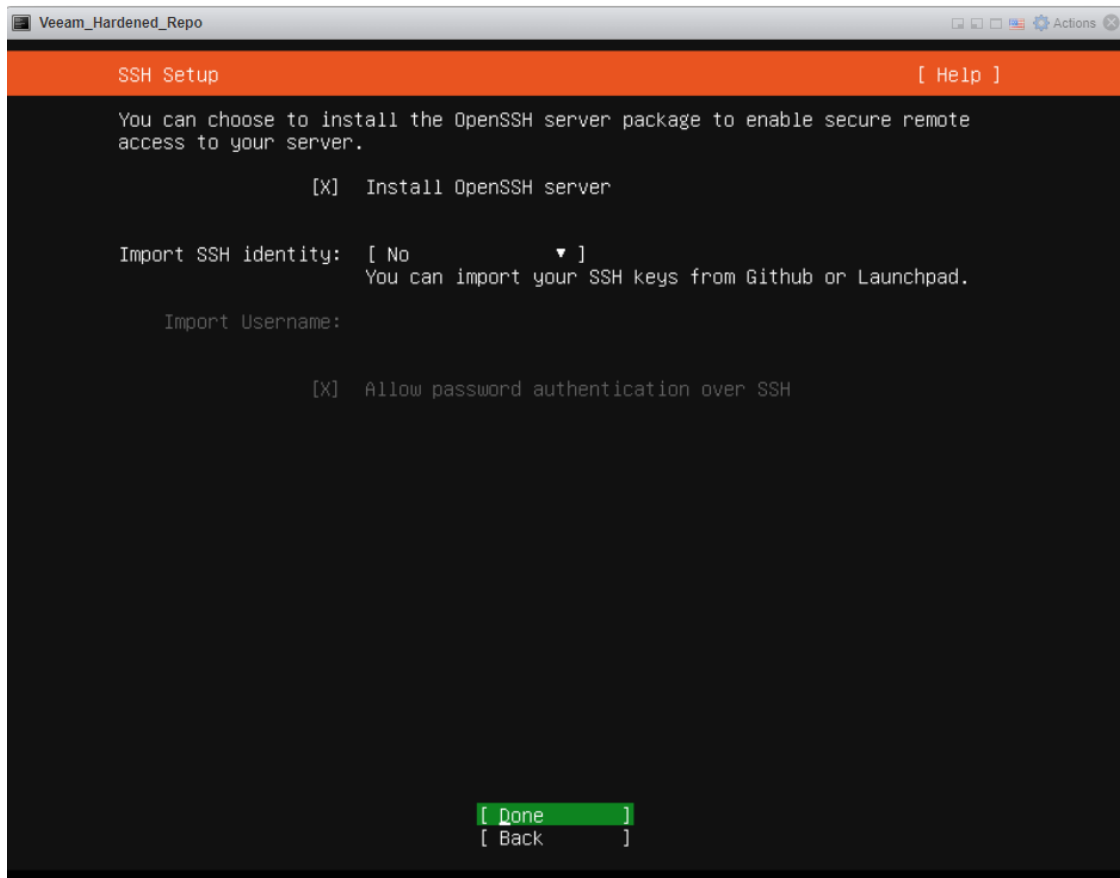 Veeam_Hardened_Repo Actions
SSH Setup [ Help ]
You can choose to install the OpenSSH server package to enable secure remote
access to your server.
[X] Install OpenSSH server
Import SSH identity: [ No ▾ ]
You can import your SSH keys from Github or Launchpad.
Import Username:
[X] Allow password authentication over SSH
[ Done ]
[ Back ]